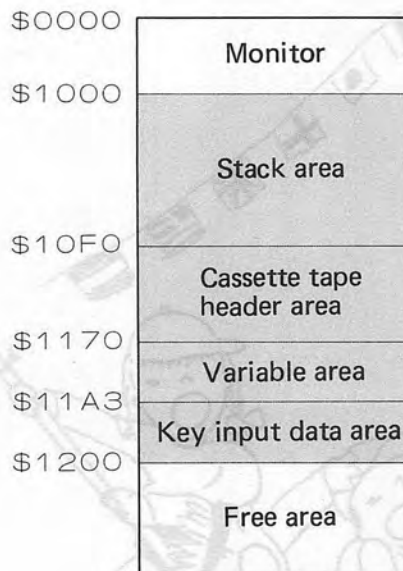 $0000
Monitor
$1000
Stack area
$10F0
Cassette tape
header area
$1170
Variable area
$11A3
Key input data area
$1200
Free area